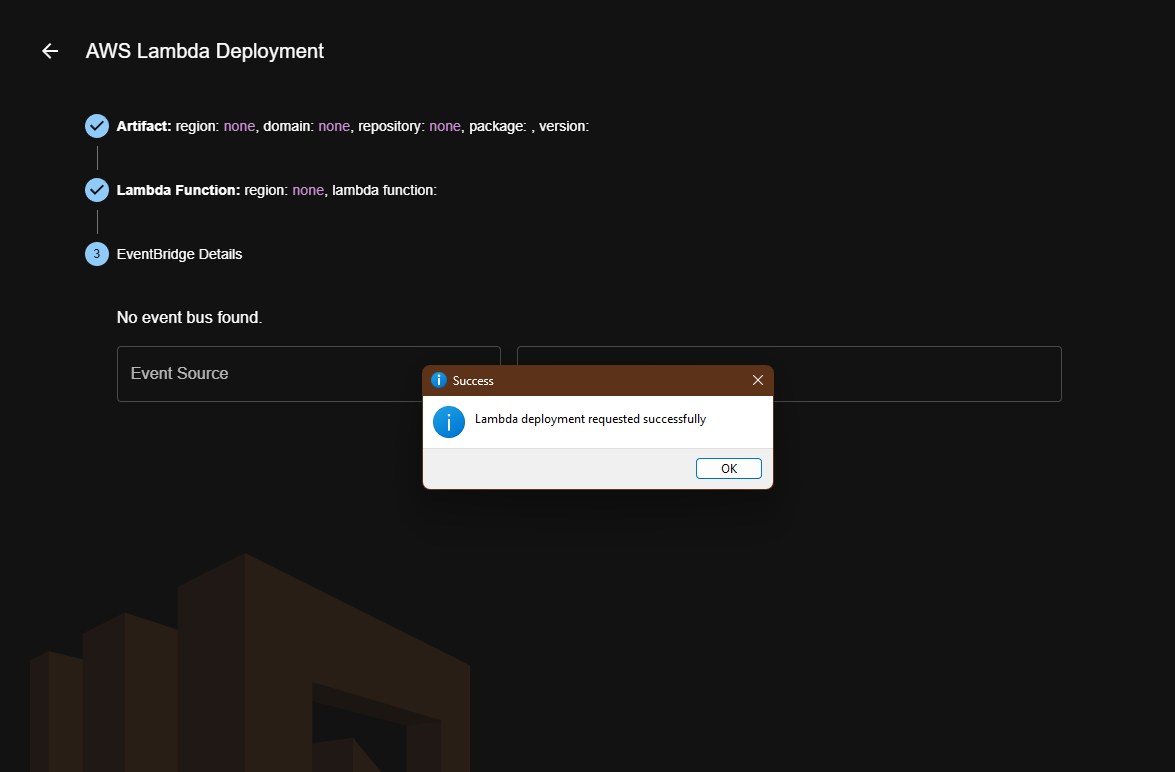 AWS Lambda Deployment
Artifact: region: none, domain: none, repository: none, package: , version:
Lambda Function: region: none, lambda function:
3 EventBridge Details
No event bus found.
Event Source
Success
Lambda deployment requested successfully
OK